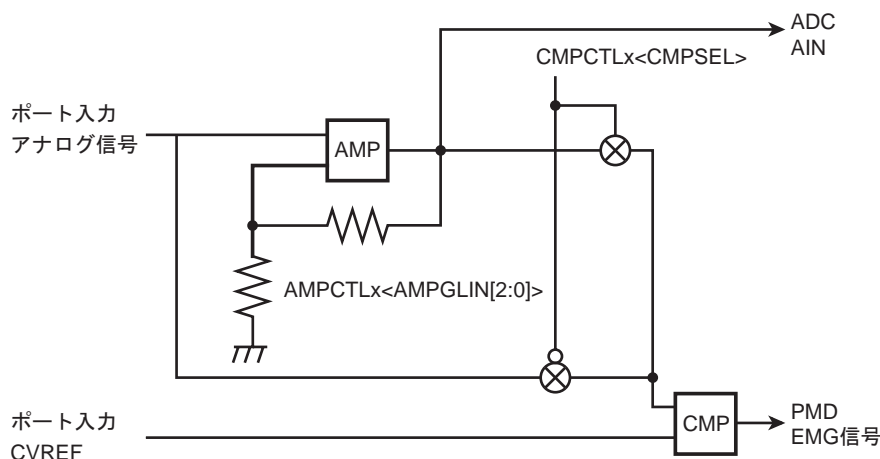 ADC
AIN
CMPCTLx<CMPSEL>
ポート入力
アナログ信号
AMP
AMPCTLx<AMPGLIN[2:0]>
ポート入力
CVREF
CMP
PMD
EMG信号